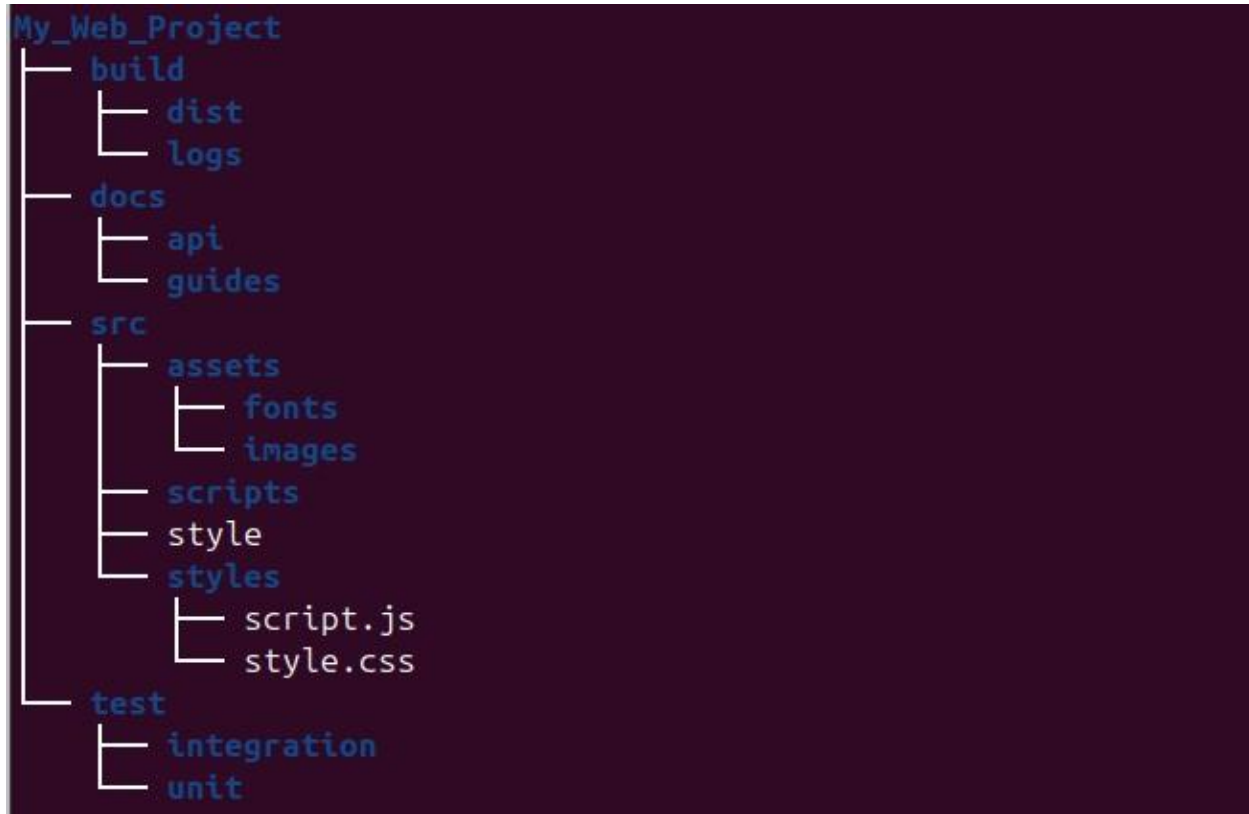 My_Web_Project
├── build
│   ├── dist
│   └── logs
├── docs
│   ├── api
│   └── guides
├── src
│   ├── assets
│   │   ├── fonts
│   │   └── images
│   ├── scripts
│   ├── style
│   └── styles
│       ├── script.js
│       └── style.css
└── test
    ├── integration
    └── unit